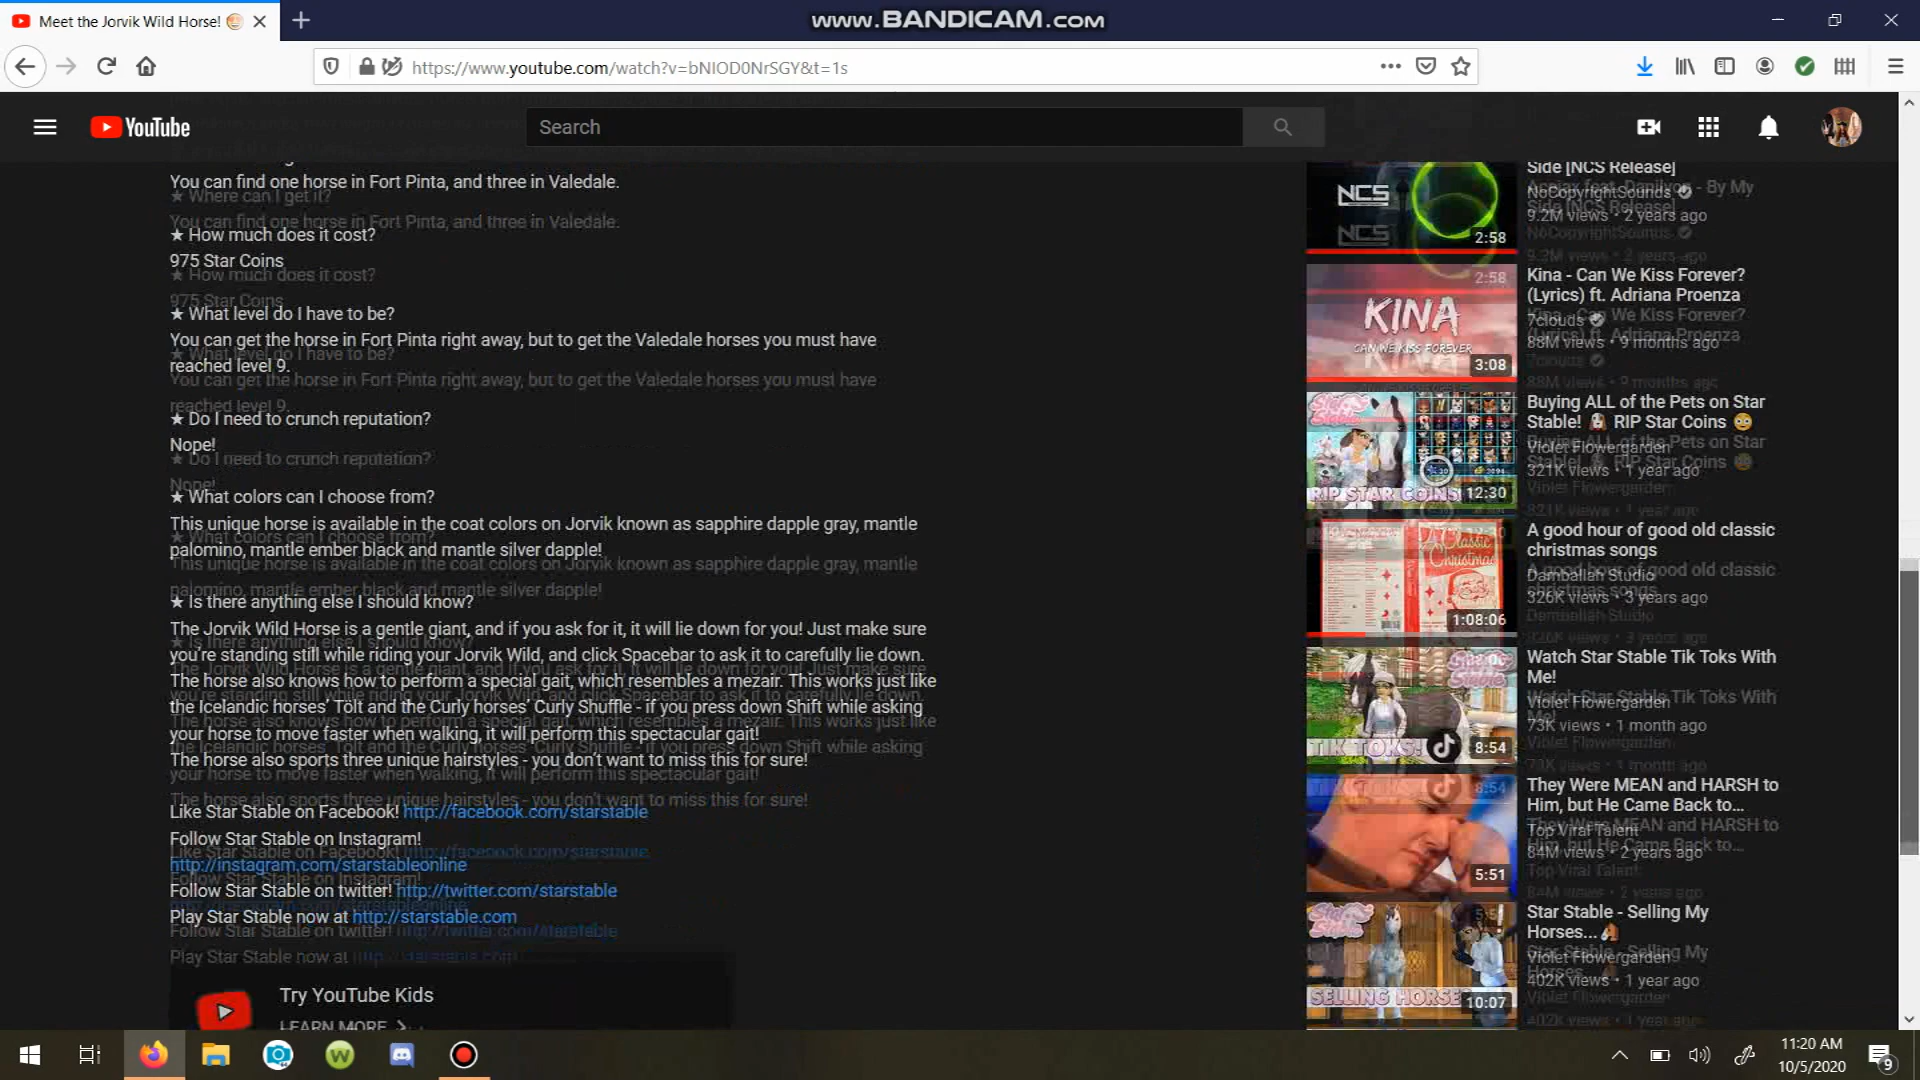 Meet the Jorvik Wild Horse!
www.BANDICAM.com
https://www.youtube.com/watch?v=bNIOD0NrSGY&t=1s
YouTube
Search
You can find one horse in Fort Pinta, and three in Valedale.
★ How much does it cost?
975 Star Coins
★ What level do I have to be?
You can get the horse in Fort Pinta right away, but to get the Valedale horses you must have
reached level 9.
★ Do I need to crunch reputation?
Nope!
★ What colors can I choose from?
This unique horse is available in the coat colors on Jorvik known as sapphire dapple gray, mantle
palomino, mantle ember black and mantle silver dapple!
★ Is there anything else I should know?
The Jorvik Wild Horse is a gentle giant, and if you ask for it, it will lie down for you! Just make sure
you're standing still while riding your Jorvik Wild, and click Spacebar to ask it to carefully lie down.
The horse also knows how to perform a special gait, which resembles a mezair. This works just like
the Icelandic horses' Tölt and the Curly horses' Curly Shuffle - if you press down Shift while asking
your horse to move faster when walking, it will perform this spectacular gait!
The horse also sports three unique hairstyles - you don't want to miss this for sure!
Like Star Stable on Facebook! http://facebook.com/starstable
Follow Star Stable on Instagram!
http://instagram.com/starstableonline
Follow Star Stable on twitter! http://twitter.com/starstable
Play Star Stable now at http://starstable.com
Try YouTube Kids
LEARN MORE
NCS
2:58
Side [NCS Release]
NoCopyrightSounds
9.2M views • 2 years ago
KINA
CAN WE KISS FOREVER
3:08
Kina - Can We Kiss Forever?
(Lyrics) ft. Adriana Proenza
7clouds
88M views • 9 months ago
Star Stable
RIP STAR COINS
12:30
Buying ALL of the Pets on Star
Stable! RIP Star Coins
Violet Flowergarden
321K views • 1 year ago
Classic
Christmas
1:08:06
A good hour of good old classic
christmas songs
Damballah Studio
326K views • 3 years ago
Star Stable
TIK TOKS!
8:54
Watch Star Stable Tik Toks With
Me!
Violet Flowergarden
73K views • 1 month ago
5:51
They Were MEAN and HARSH to
Him, but He Came Back to...
Top Viral Talent
84M views • 2 years ago
Star Stable
SELLING HORSES
10:07
Star Stable - Selling My
Horses...
Violet Flowergarden
402K views • 1 year ago
11:20 AM
10/5/2020
9